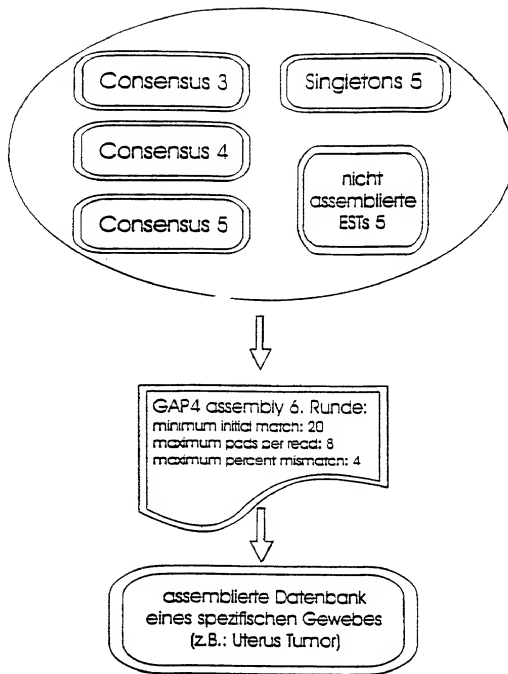 Consensus 3
Singletons 5
Consensus 4
nicht
assemblierte
ESTs 5
Consensus 5
GAP4 assembly 6. Runde:
minimum initial match: 20
maximum pads per read: 8
maximum percent mismatch: 4
assemblierte Datenbank
eines spezifischen Gewebes
(z.B.: Uterus Tumor)